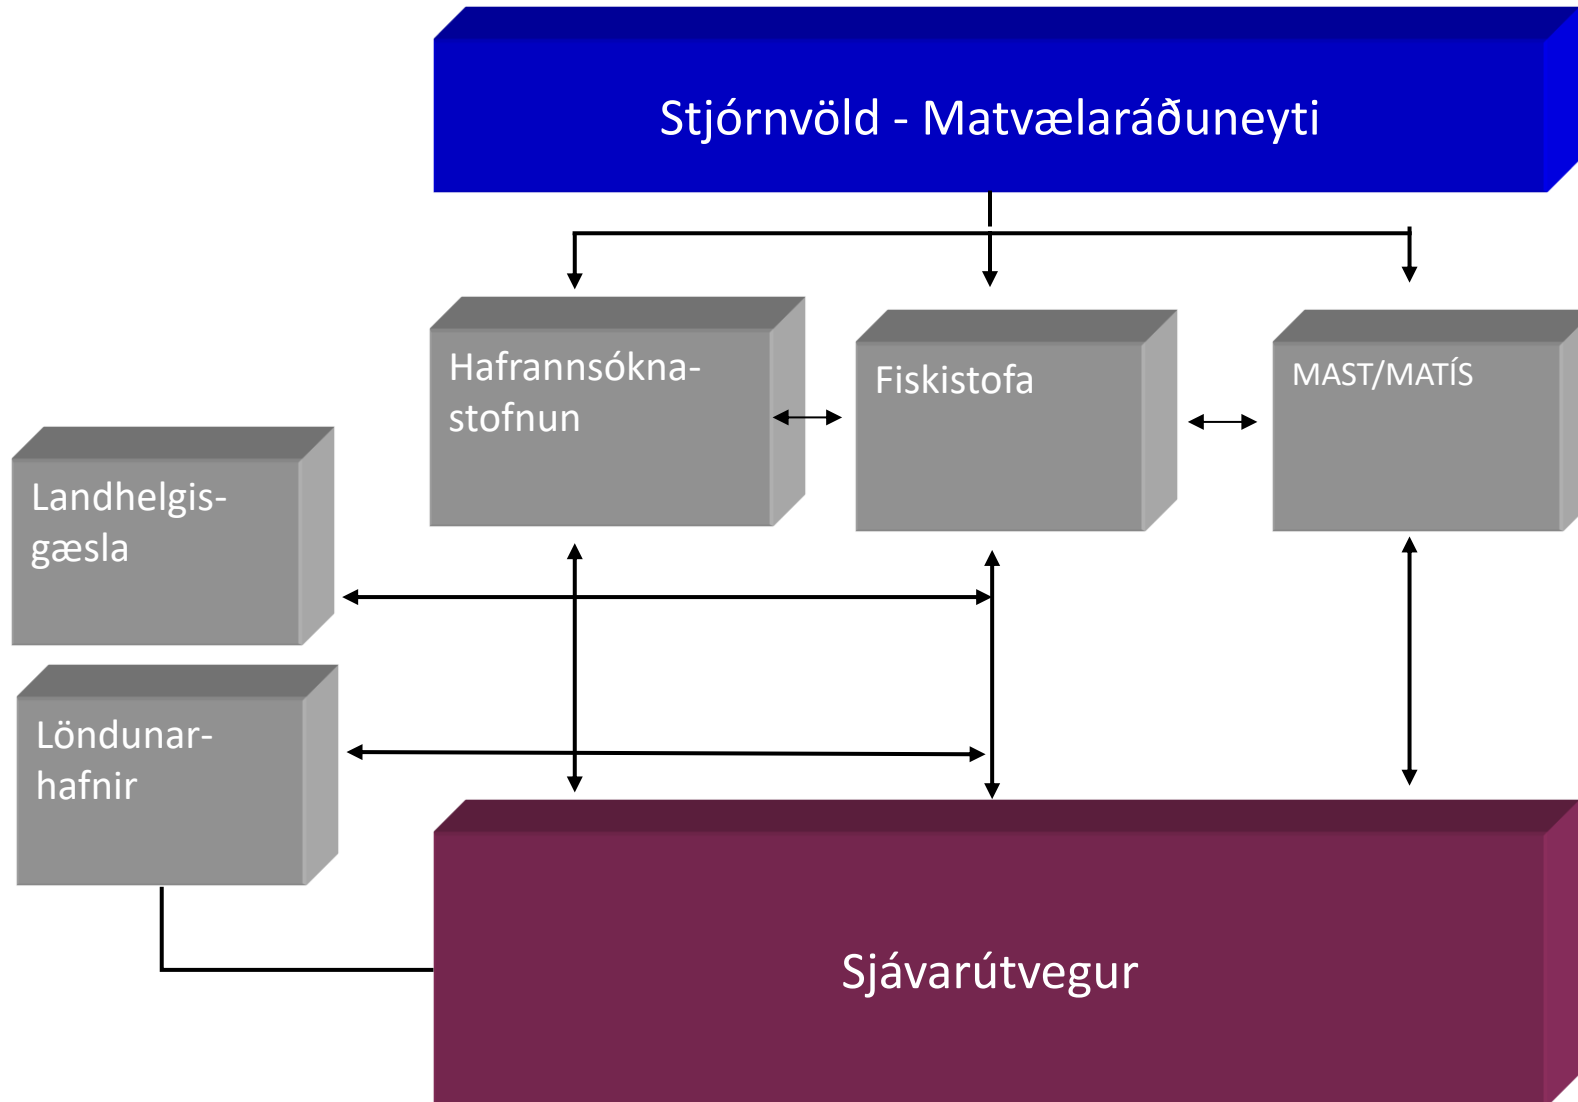 Stjórnvöld - Matvælaráðuneyti
Hafrannsókna-
stofnun
Fiskistofa
MAST/MATÍS
Landhelgis-
gæsla
Löndunar-
hafnir
Sjávarútvegur